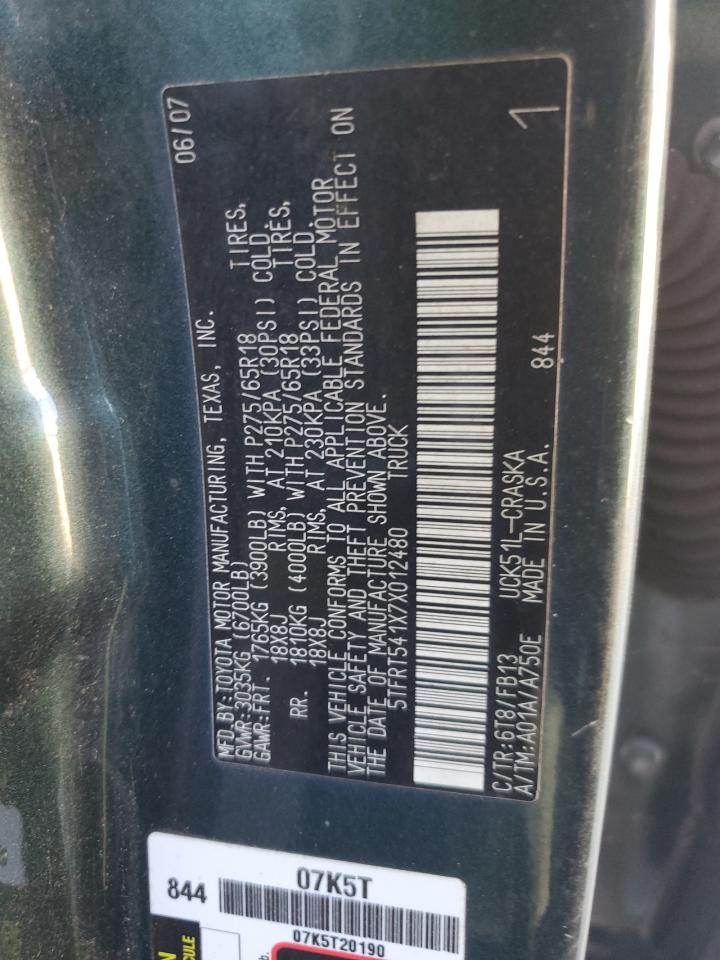 06/07
MFD.BY:TOYOTA MOTOR MANUFACTURING, TEXAS, INC.
GVWR:3035KG (6700LB)
GAWR:FRT. 1765KG (3900LB) WITH P275/65R18 TIRES,
18X8J RIMS, AT 210KPA (30PSI) COLD.
RR. 1810KG (4000LB) WITH P275/65R18 TIRES,
18X8J RIMS, AT 230KPA (33PSI) COLD.
THIS VEHICLE CONFORMS TO ALL APPLICABLE FEDERAL MOTOR
VEHICLE SAFETY AND THEFT PREVENTION STANDARDS IN EFFECT ON
THE DATE OF MANUFACTURE SHOWN ABOVE.
5TFRT541X7X012480 TRUCK
C/TR:6T8/FB13 UCK51L-CRASKA 844
A/TM:A01A/A750E MADE IN U.S.A.
1
844 07K5T
07K5T20190